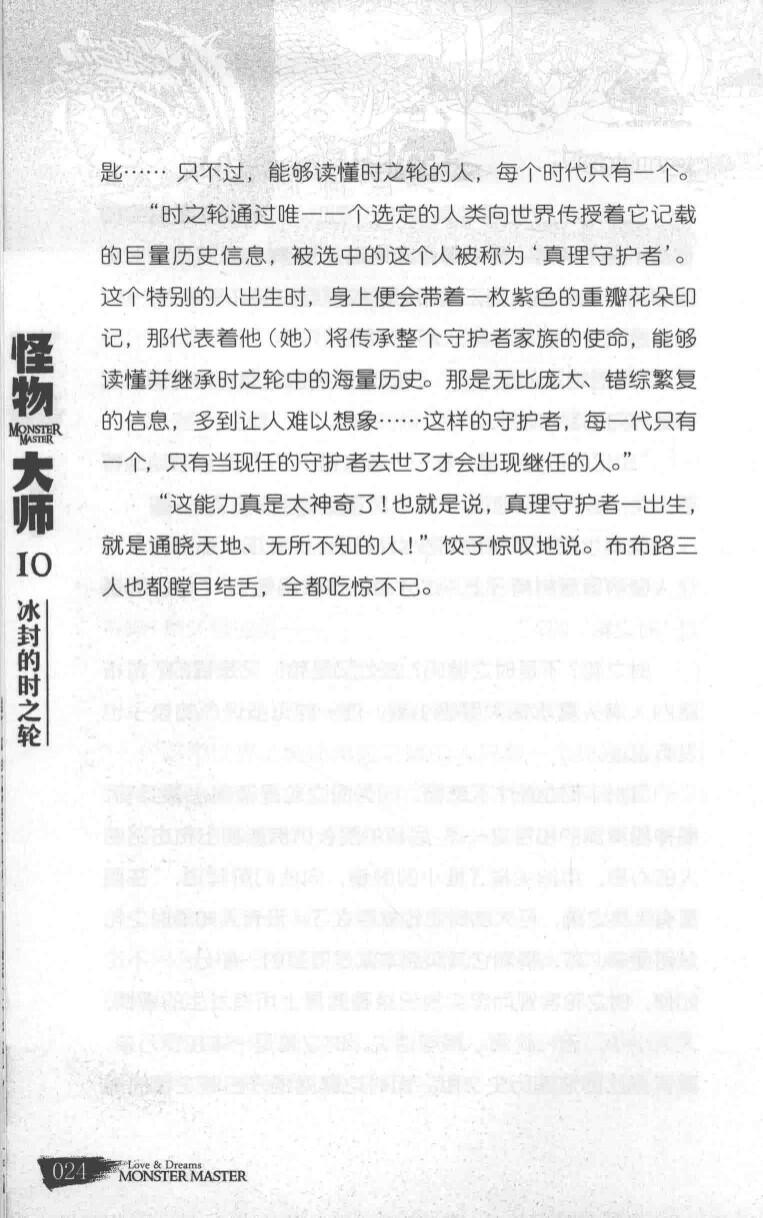 匙…… 只不过，能够读懂时之轮的人，每个时代只有一个。
“时之轮通过唯一一个选定的人类向世界传授着它记载
的巨量历史信息，被选中的这个人被称为‘真理守护者’。
这个特别的人出生时，身上便会带着一枚紫色的重瓣花朵印
记，那代表着他（她）将传承整个守护者家族的使命，能够
读懂并继承时之轮中的海量历史。那是无比庞大、错综繁复
的信息，多到让人难以想象……这样的守护者，每一代只有
一个，只有当现任的守护者去世了才会出现继任的人。”
“这能力真是太神奇了！也就是说，真理守护者一出生，
就是通晓天地、无所不知的人！”饺子惊叹地说。布布路三
人也都瞠目结舌，全都吃惊不已。
怪物
MONSTER
MASTER
大师
10
冰封的时之轮
024
Love & Dreams
MONSTER MASTER